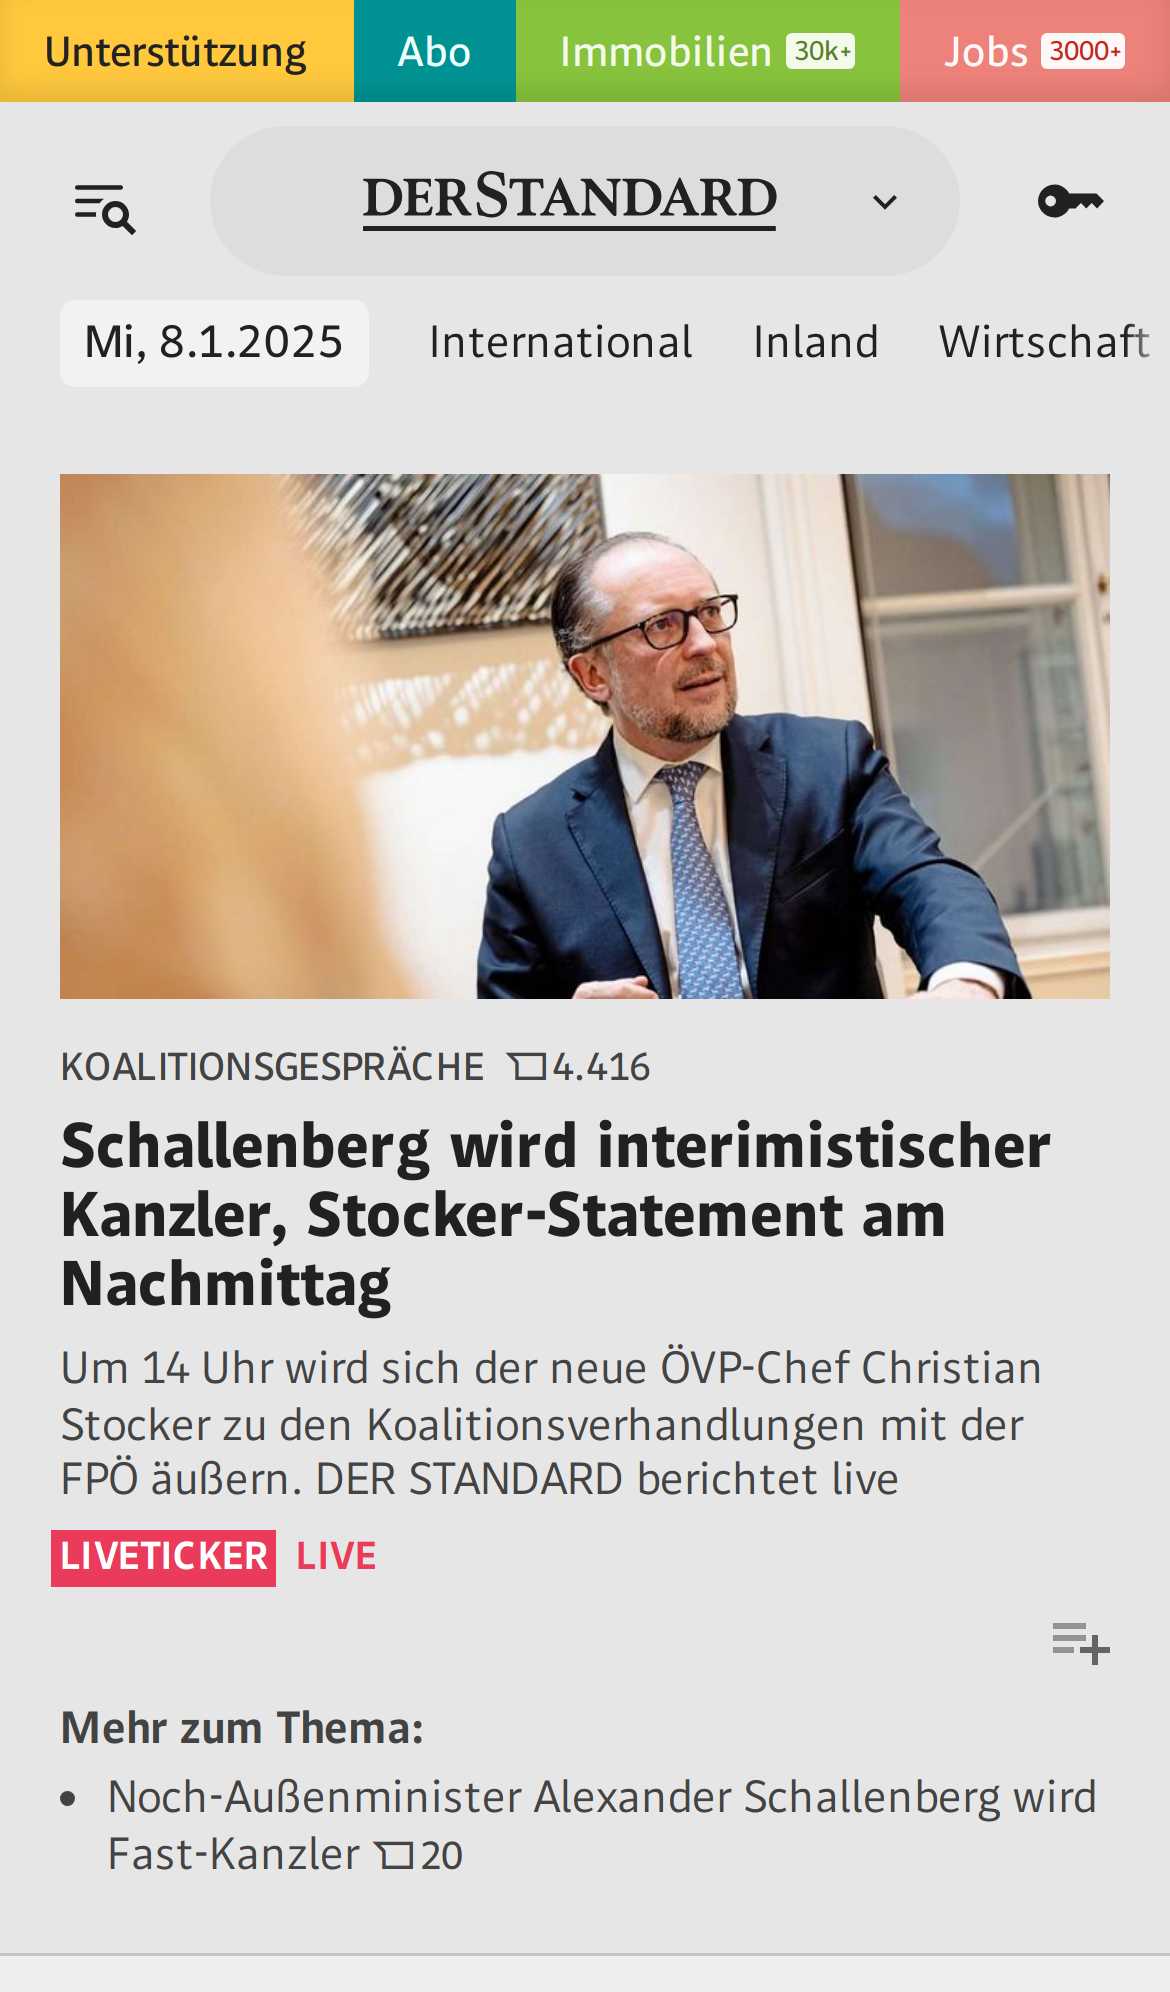 Unterstützung Abo Immobilien 30k+ Jobs 3000+
DER STANDARD
Mi, 8.1.2025 International Inland Wirtschaft
KOALITIONSGESPRÄCHE 4.416
Schallenberg wird interimistischer
Kanzler, Stocker-Statement am
Nachmittag
Um 14 Uhr wird sich der neue ÖVP-Chef Christian
Stocker zu den Koalitionsverhandlungen mit der
FPÖ äußern. DER STANDARD berichtet live
LIVETICKER LIVE
Mehr zum Thema:
• Noch-Außenminister Alexander Schallenberg wird
Fast-Kanzler 20